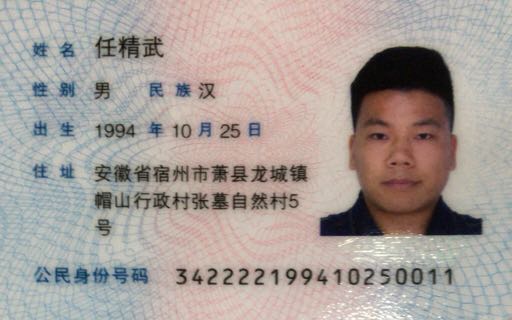 姓名 任精武
性别 男 民族 汉
出生 1994 年 10 月 25 日
住址 安徽省宿州市萧县龙城镇
帽山行政村张墓自然村5
号
公民身份号码 342222199410250011